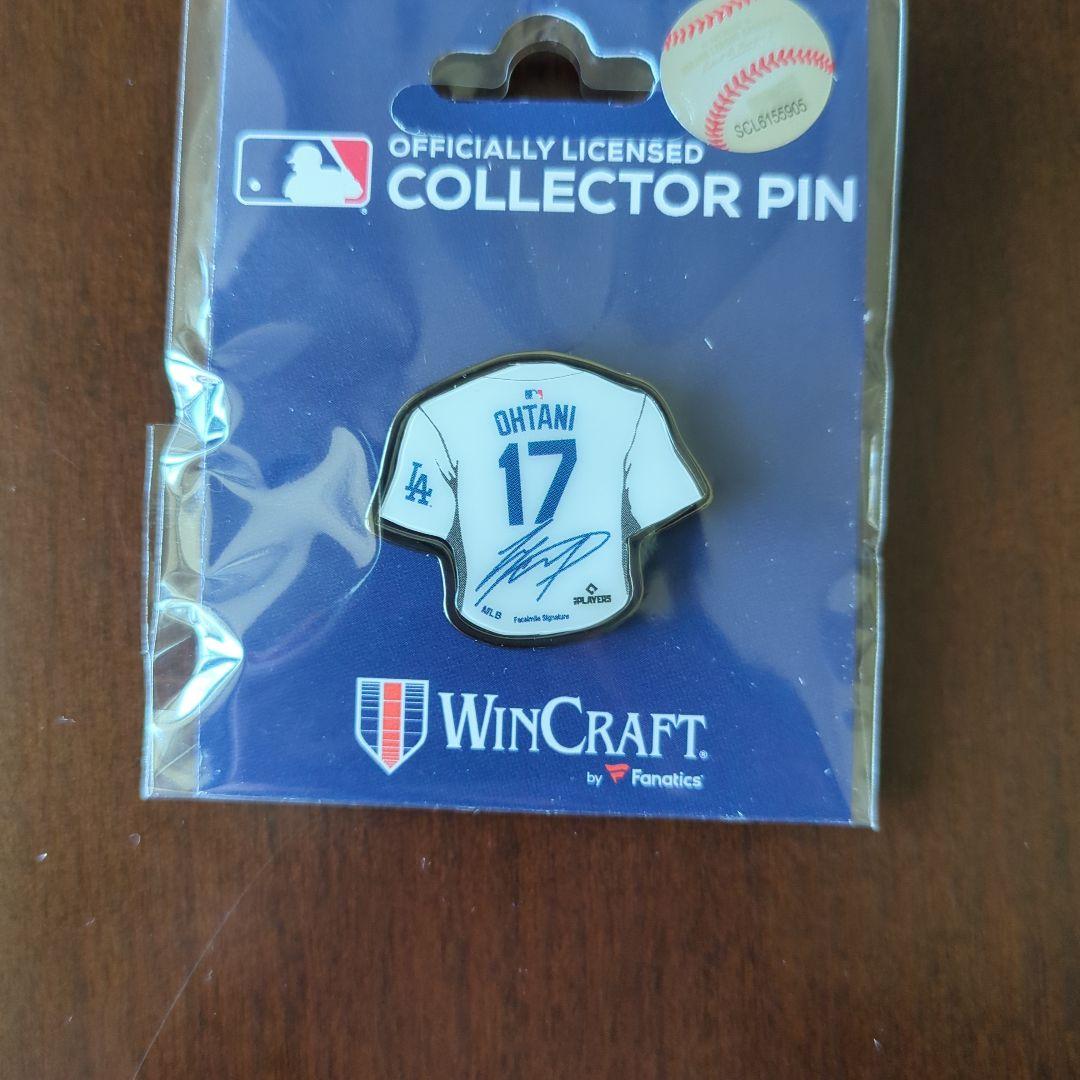 SCL6155905
OFFICIALLY LICENSED
COLLECTOR PIN
OHTANI
17
LA
MLB
Facsimile Signature
PLAYERS
WINCRAFT®
by Fanatics